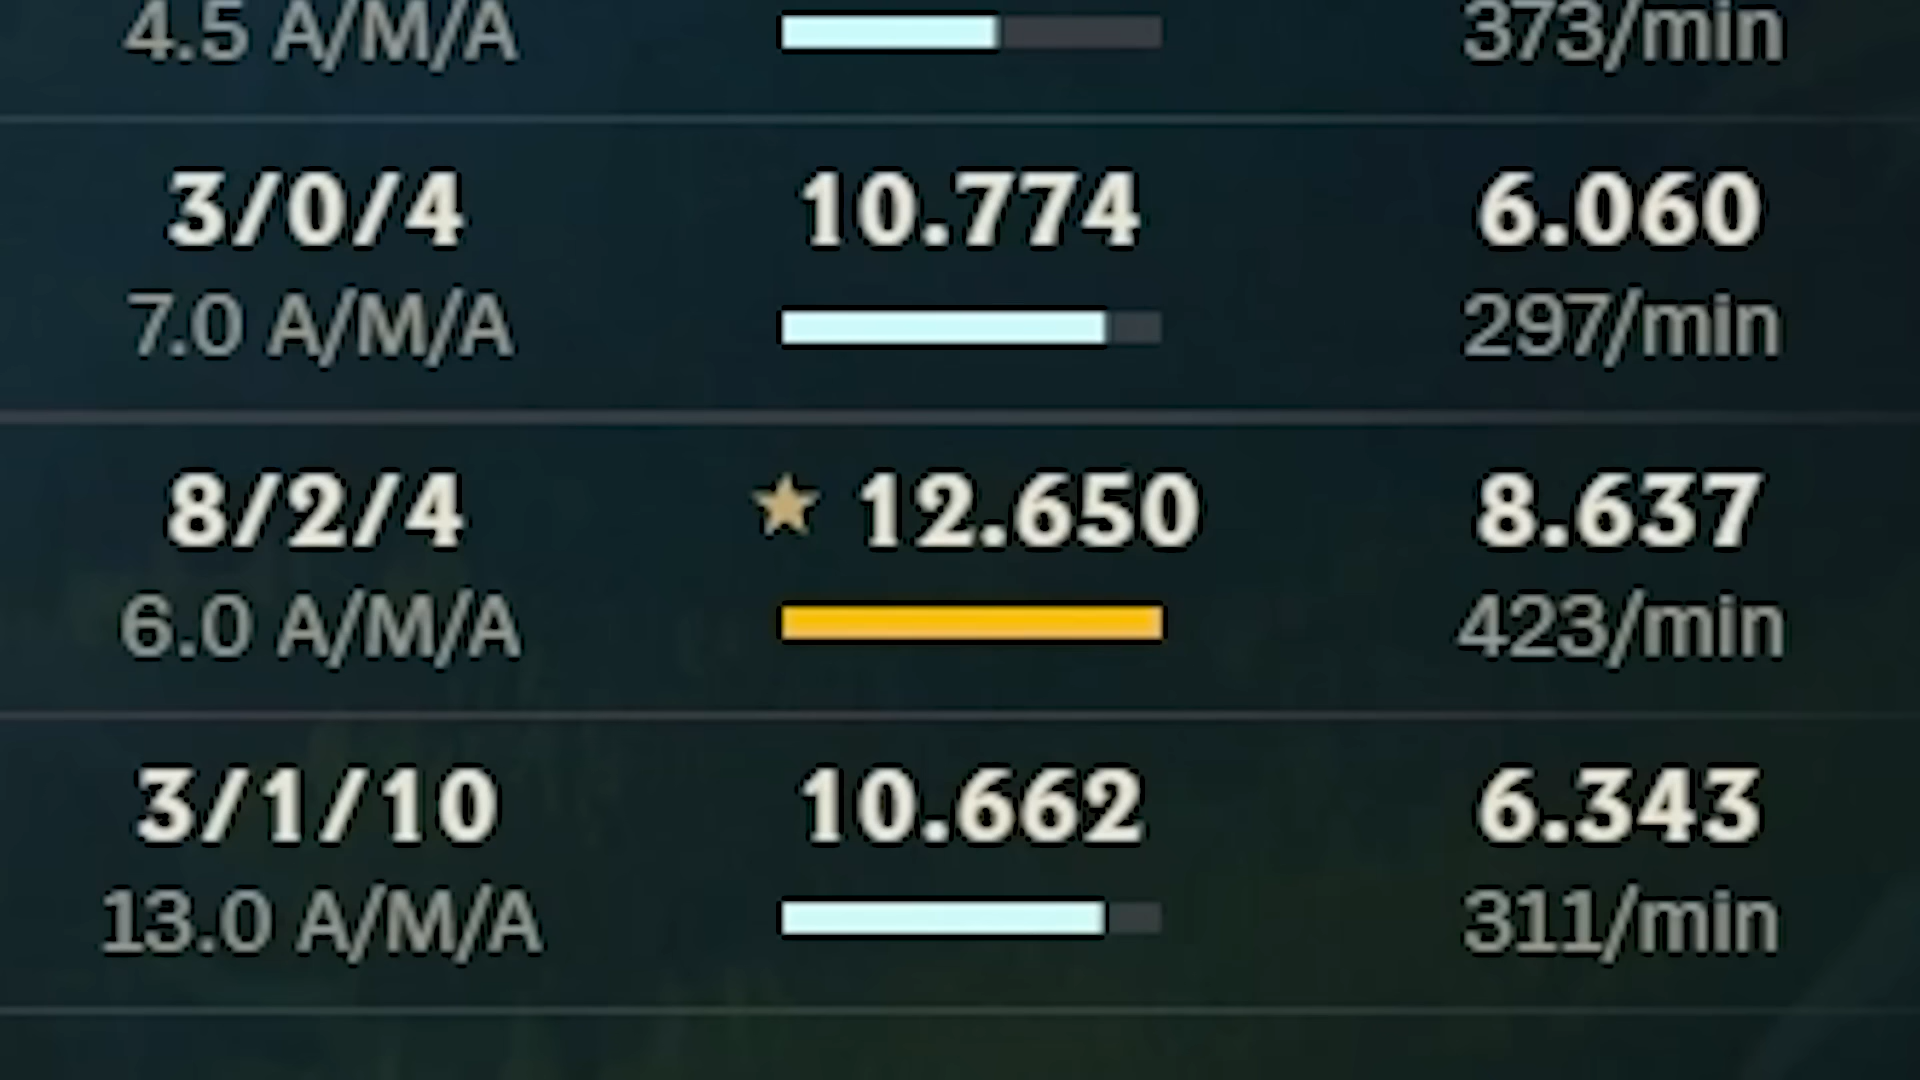 4.5 A/M/A 373/min
3/0/4 10.774 6.060
7.0 A/M/A 297/min
8/2/4 12.650 8.637
6.0 A/M/A 423/min
3/1/10 10.662 6.343
13.0 A/M/A 311/min